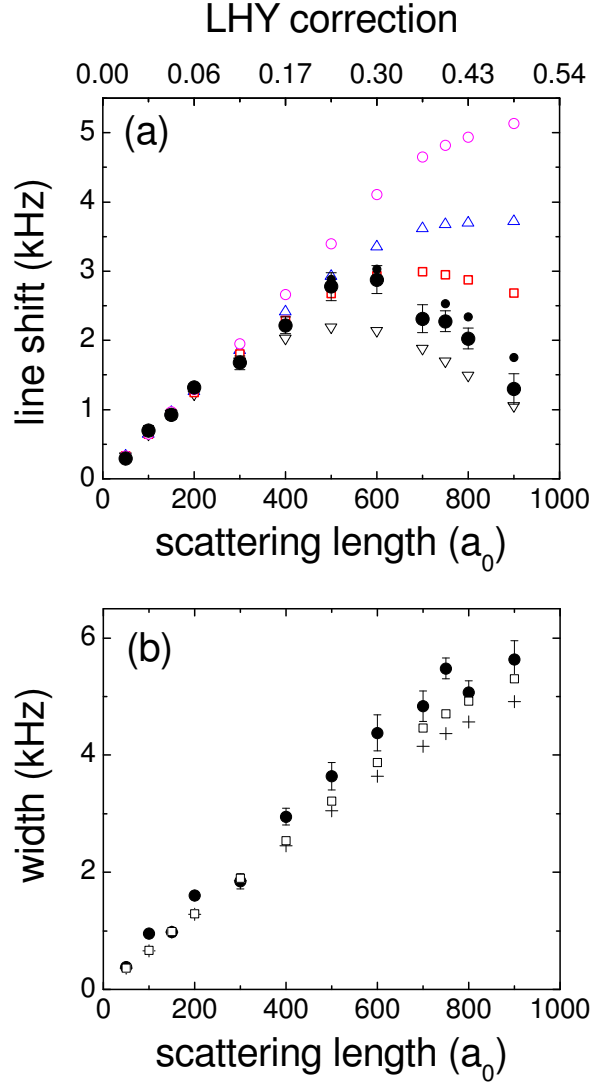 LHY correction
0.00 0.06 0.17 0.30 0.43 0.54
(a)
line shift (kHz)
5
4
3
2
1
0
0 200 400 600 800 1000
scattering length (a0)
(b)
width (kHz)
6
4
2
0
0 200 400 600 800 1000
scattering length (a0)